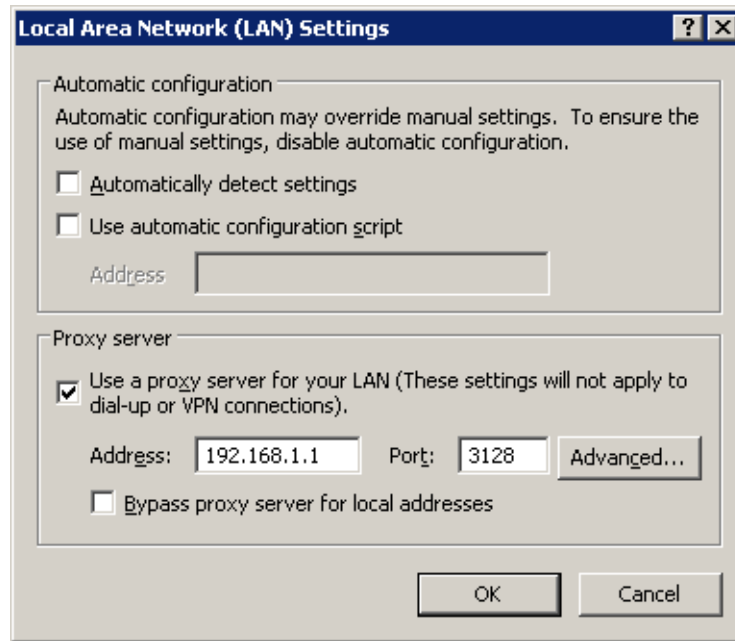 Local Area Network (LAN) Settings
Automatic configuration
Automatic configuration may override manual settings. To ensure the
use of manual settings, disable automatic configuration.
Automatically detect settings
Use automatic configuration script
Address
Proxy server
Use a proxy server for your LAN (These settings will not apply to
dial-up or VPN connections).
Address: 192.168.1.1 Port: 3128 Advanced...
Bypass proxy server for local addresses
OK Cancel